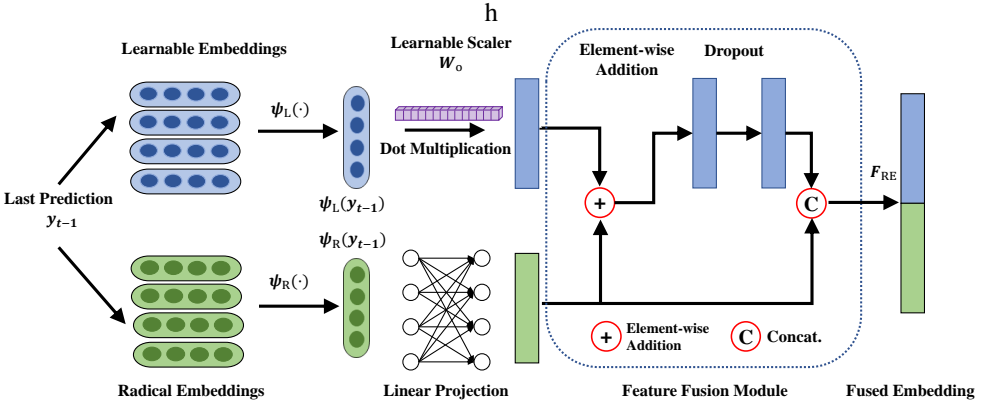 h
Learnable Embeddings
Learnable Scaler
W_o
Element-wise
Addition
Dropout
ψ_L(·)
Dot Multiplication
Last Prediction
y_{t−1}
ψ_L(y_{t−1})
F_RE
+
C
ψ_R(y_{t−1})
ψ_R(·)
+
Element-wise
Addition
C
Concat.
Radical Embeddings
Linear Projection
Feature Fusion Module
Fused Embedding